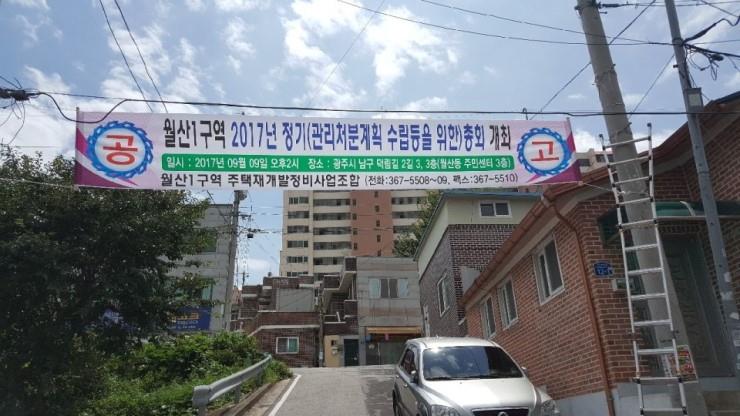 공 고
월산1구역 2017년 정기(관리처분계획 수립등을 위한)총회 개최
일시 : 2017년 09월 09일 오후2시 장소 : 광주시 남구 덕림길 2길 3, 3층(월산동 주민센터 3층)
월산1구역 주택재개발정비사업조합 (전화:367-5508~09, 팩스:367-5510)